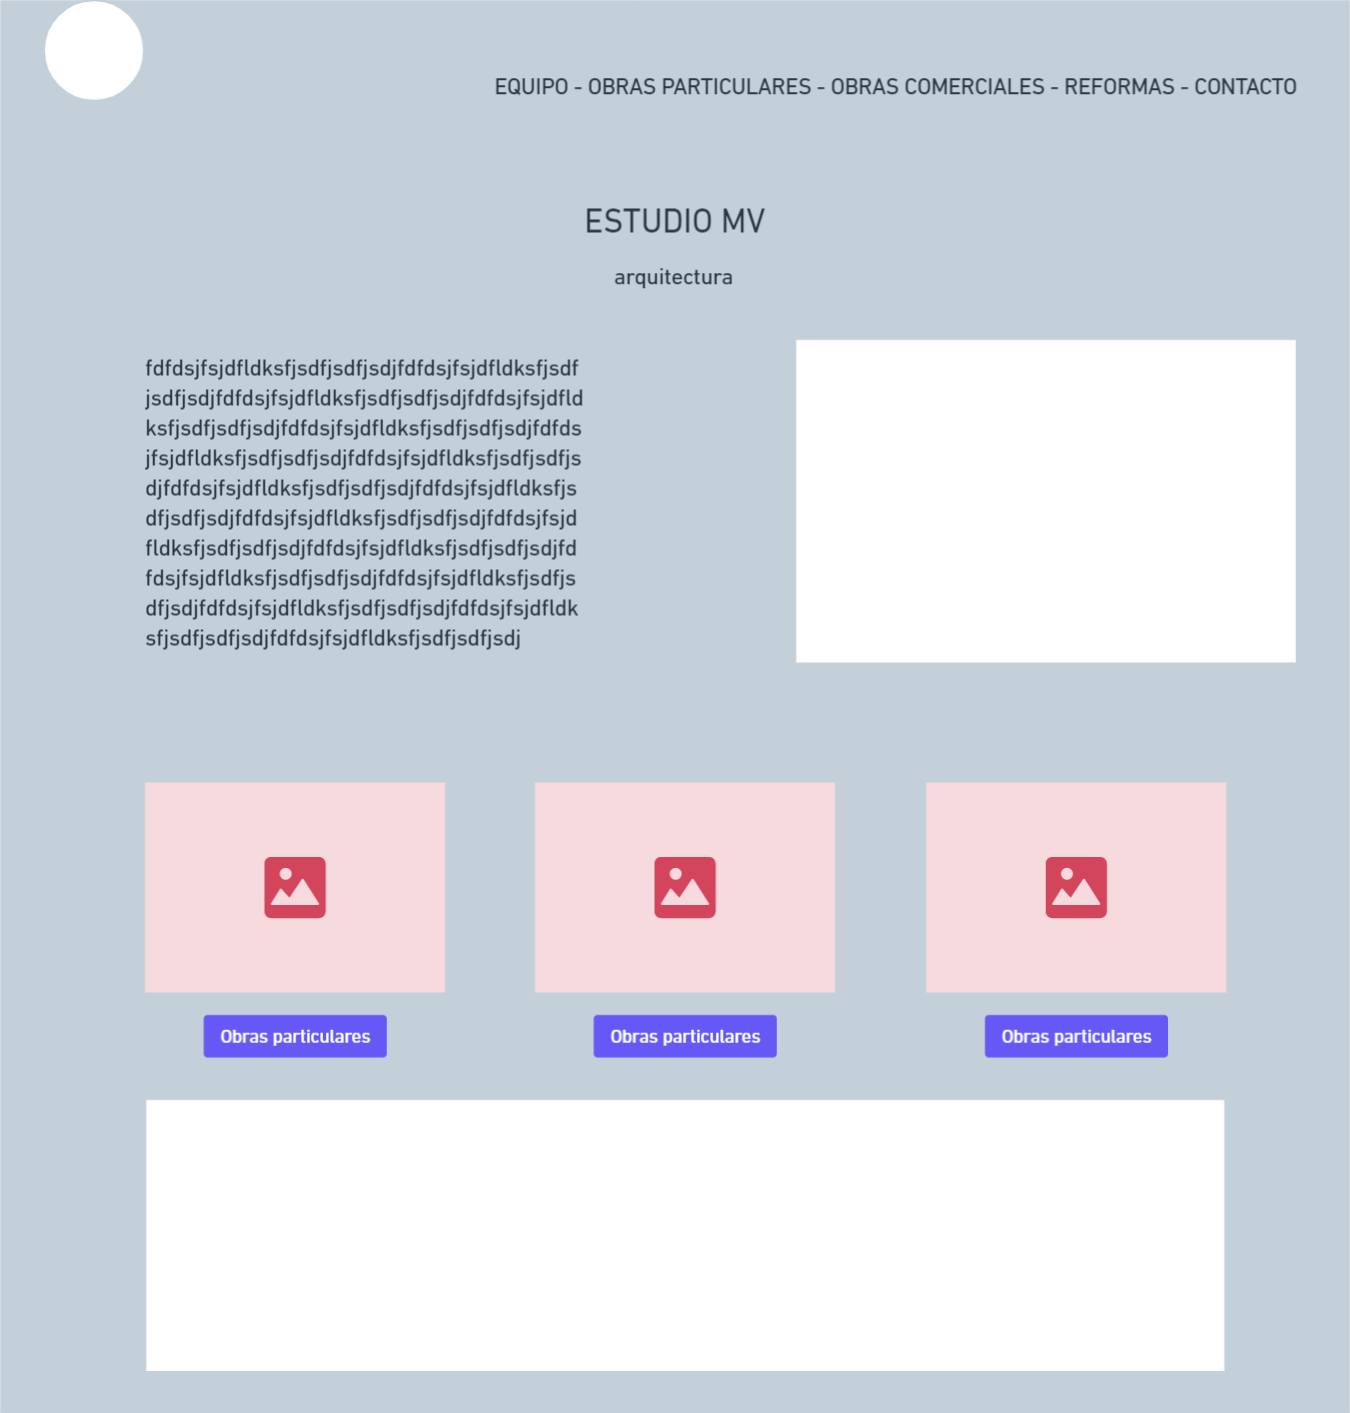 EQUIPO - OBRAS PARTICULARES - OBRAS COMERCIALES - REFORMAS - CONTACTO
ESTUDIO MV
arquitectura
fdfdsjfsjdfldksfjsdfjsdfjsdjfdfdsjfsjdfldksfjsdf
jsdfjsdjfdfdsjfsjdfldksfjsdfjsdfjsdjfdfdsjfsjdfld
ksfjsdfjsdfjsdjfdfdsjfsjdfldksfjsdfjsdfjsdjfdfds
jfsjdfldksfjsdfjsdfjsdjfdfdsjfsjdfldksfjsdfjsdfjs
djfdfdsjfsjdfldksfjsdfjsdfjsdjfdfdsjfsjdfldksfjs
dfjsdfjsdjfdfdsjfsjdfldksfjsdfjsdfjsdjfdfdsjfsjd
fldksfjsdfjsdfjsdjfdfdsjfsjdfldksfjsdfjsdfjsdjfd
fdsjfsjdfldksfjsdfjsdfjsdjfdfdsjfsjdfldksfjsdfjs
dfjsdjfdfdsjfsjdfldksfjsdfjsdfjsdjfdfdsjfsjdfldk
sfjsdfjsdfjsdjfdfdsjfsjdfldksfjsdfjsdfjsdj
Obras particulares
Obras particulares
Obras particulares